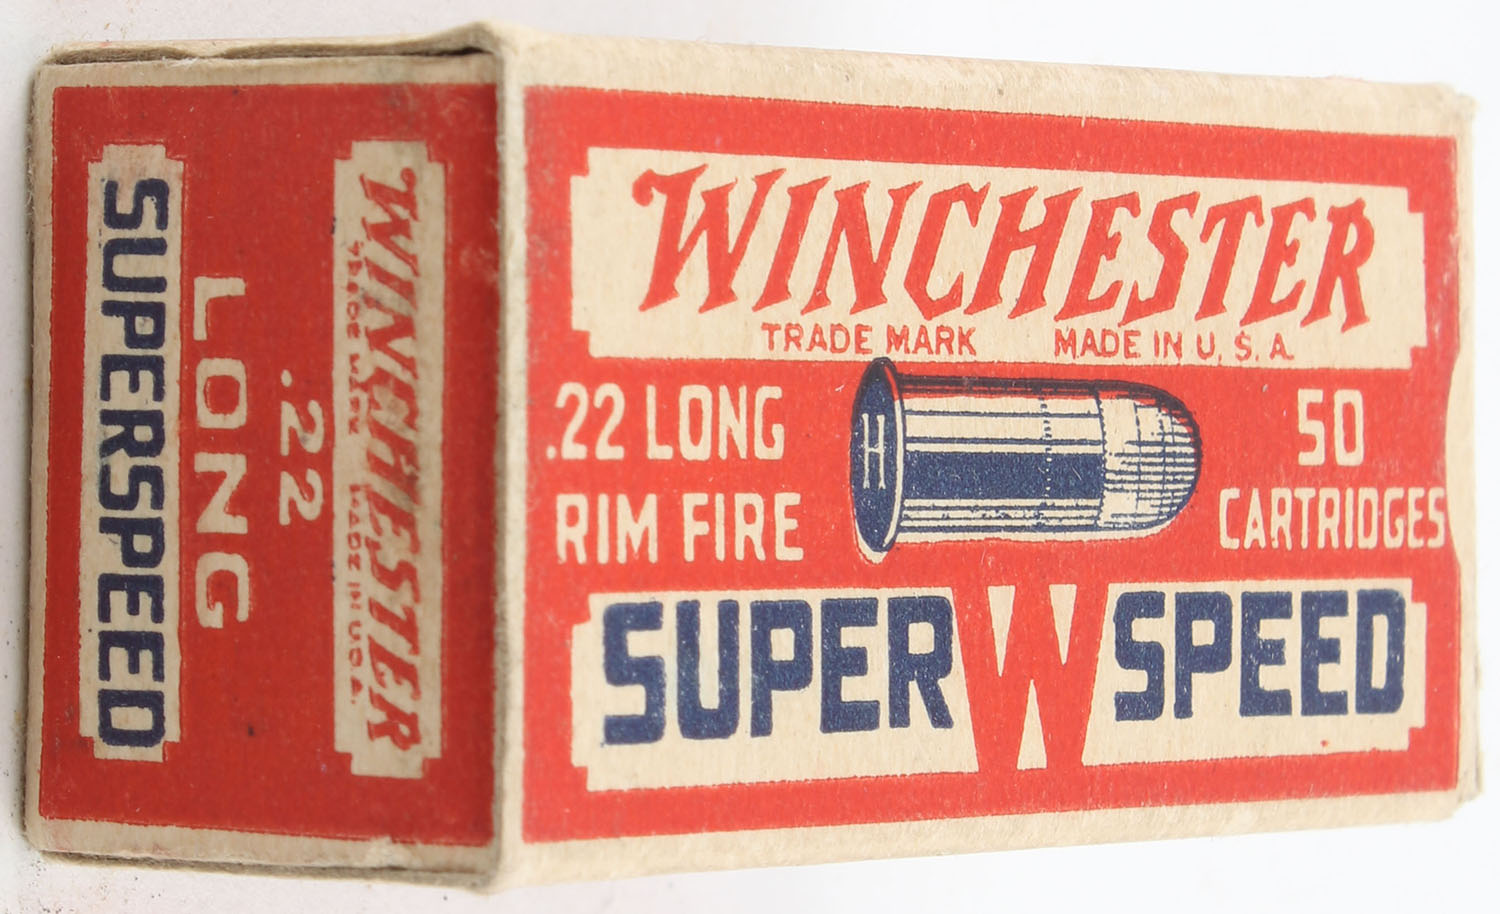 WINCHESTER
TRADE MARK MADE IN U. S. A.
.22 LONG
RIM FIRE
H
50
CARTRIDGES
SUPER W SPEED
WINCHESTER
TRADE MARK MADE IN U.S.A.
.22
LONG
SUPERSPEED